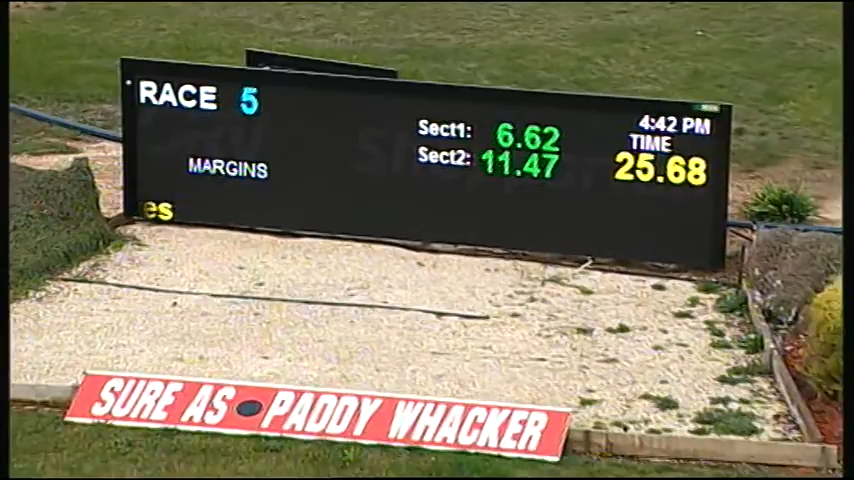 RACE 5
4:42 PM
Sect1: 6.62
TIME
Sect2: 11.47
25.68
MARGINS
es
SURE AS PADDY WHACKER